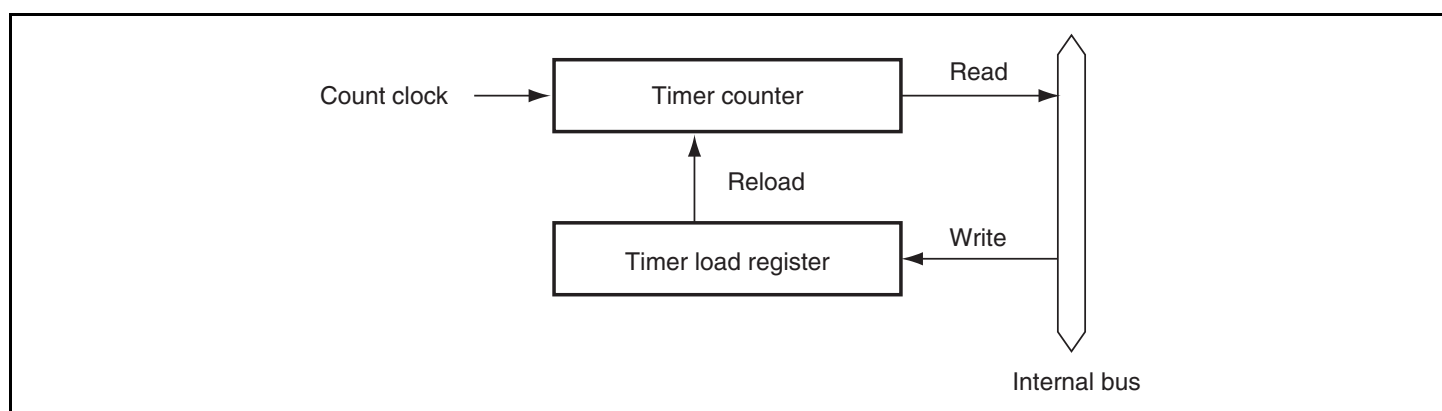 Count clock
Timer counter
Read
Reload
Timer load register
Write
Internal bus